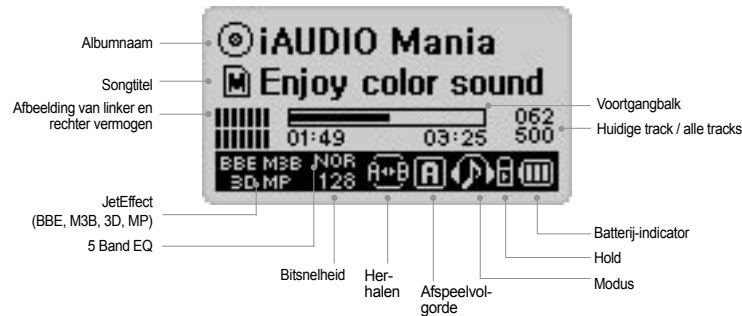 Albumnaam
iAUDIO Mania
Songtitel
Enjoy color sound
Afbeelding van linker en
rechter vermogen
Voortgangbalk
062
01:49
03:25
500
Huidige track / alle tracks
BBE M3B NOR
3D MP 128
A↔B
A
JetEffect
(BBE, M3B, 3D, MP)
5 Band EQ
Bitsnelheid
Her-
halen
Afspeelvol-
gorde
Modus
Hold
Batterij-indicator